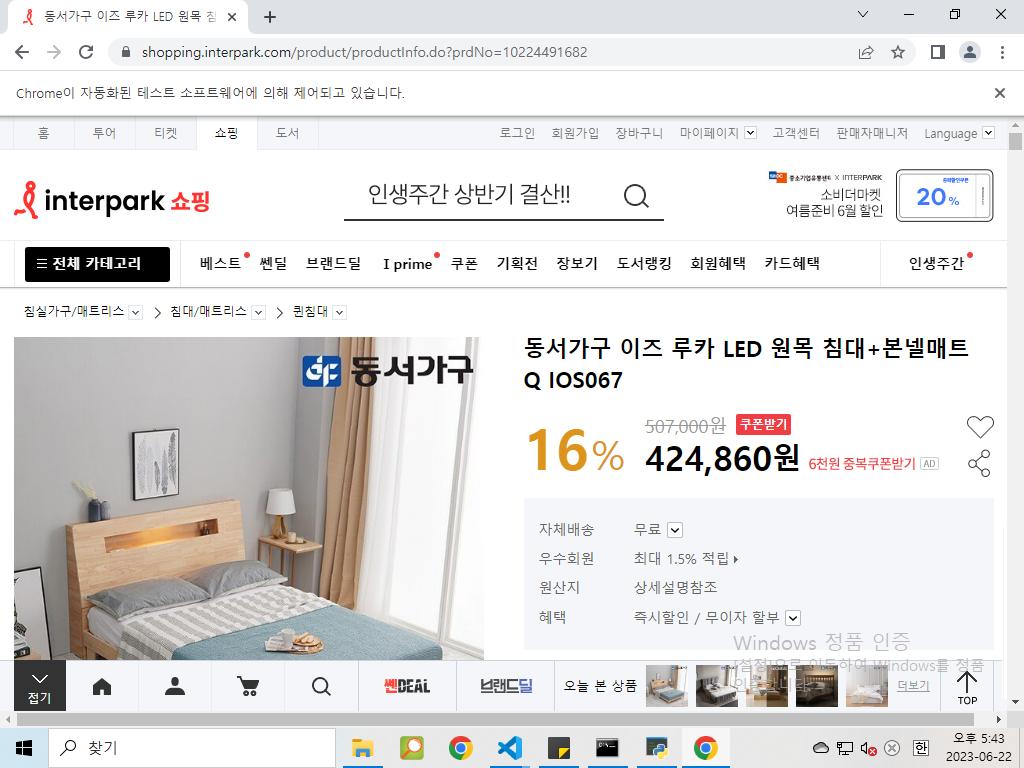 동서가구 이즈 루카 LED 원목 침
shopping.interpark.com/product/productInfo.do?prdNo=10224491682
Chrome이 자동화된 테스트 소프트웨어에 의해 제어되고 있습니다.
홈 투어 티켓 쇼핑 도서 로그인 회원가입 장바구니 마이페이지 고객센터 판매자매니저 Language
interpark 쇼핑
인생주간 상반기 결산!!
중소기업유통센터 X INTERPARK
소비더마켓
여름준비 6월 할인
중복할인쿠폰
20%
전체 카테고리 베스트 쎈딜 브랜드딜 I prime 쿠폰 기획전 장보기 도서랭킹 회원혜택 카드혜택 인생주간
침실가구/매트리스 침대/매트리스 퀸침대
동서가구
동서가구 이즈 루카 LED 원목 침대+본넬매트
Q IOS067
16%
507,000원 쿠폰받기
424,860원 6천원 중복쿠폰받기 AD
자체배송 무료
우수회원 최대 1.5% 적립
원산지 상세설명참조
혜택 즉시할인 / 무이자 할부
Windows 정품 인증
[설정]으로 이동하여 Windows를 정품
접기
쎈DEAL
브랜드딜
오늘 본 상품
더보기
TOP
찾기
한
오후 5:43
2023-06-22